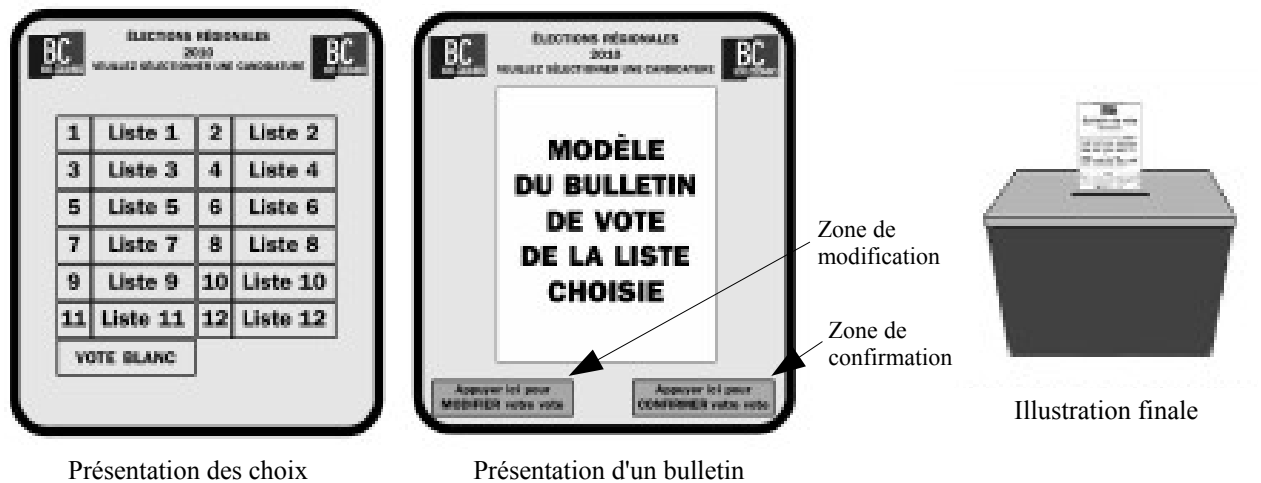 BC
ÉLECTIONS RÉGIONALES
2010
VEUILLEZ SÉLECTIONNER UNE CANDIDATURE
BC
1 Liste 1 2 Liste 2
3 Liste 3 4 Liste 4
5 Liste 5 6 Liste 6
7 Liste 7 8 Liste 8
9 Liste 9 10 Liste 10
11 Liste 11 12 Liste 12
VOTE BLANC
Présentation des choix
BC
ÉLECTIONS RÉGIONALES
2010
VEUILLEZ SÉLECTIONNER UNE CANDIDATURE
BC
MODÈLE
DU BULLETIN
DE VOTE
DE LA LISTE
CHOISIE
Appuyer ici pour
MODIFIER votre vote
Appuyer ici pour
CONFIRMER votre vote
Présentation d'un bulletin
Zone de
modification
Zone de
confirmation
Illustration finale